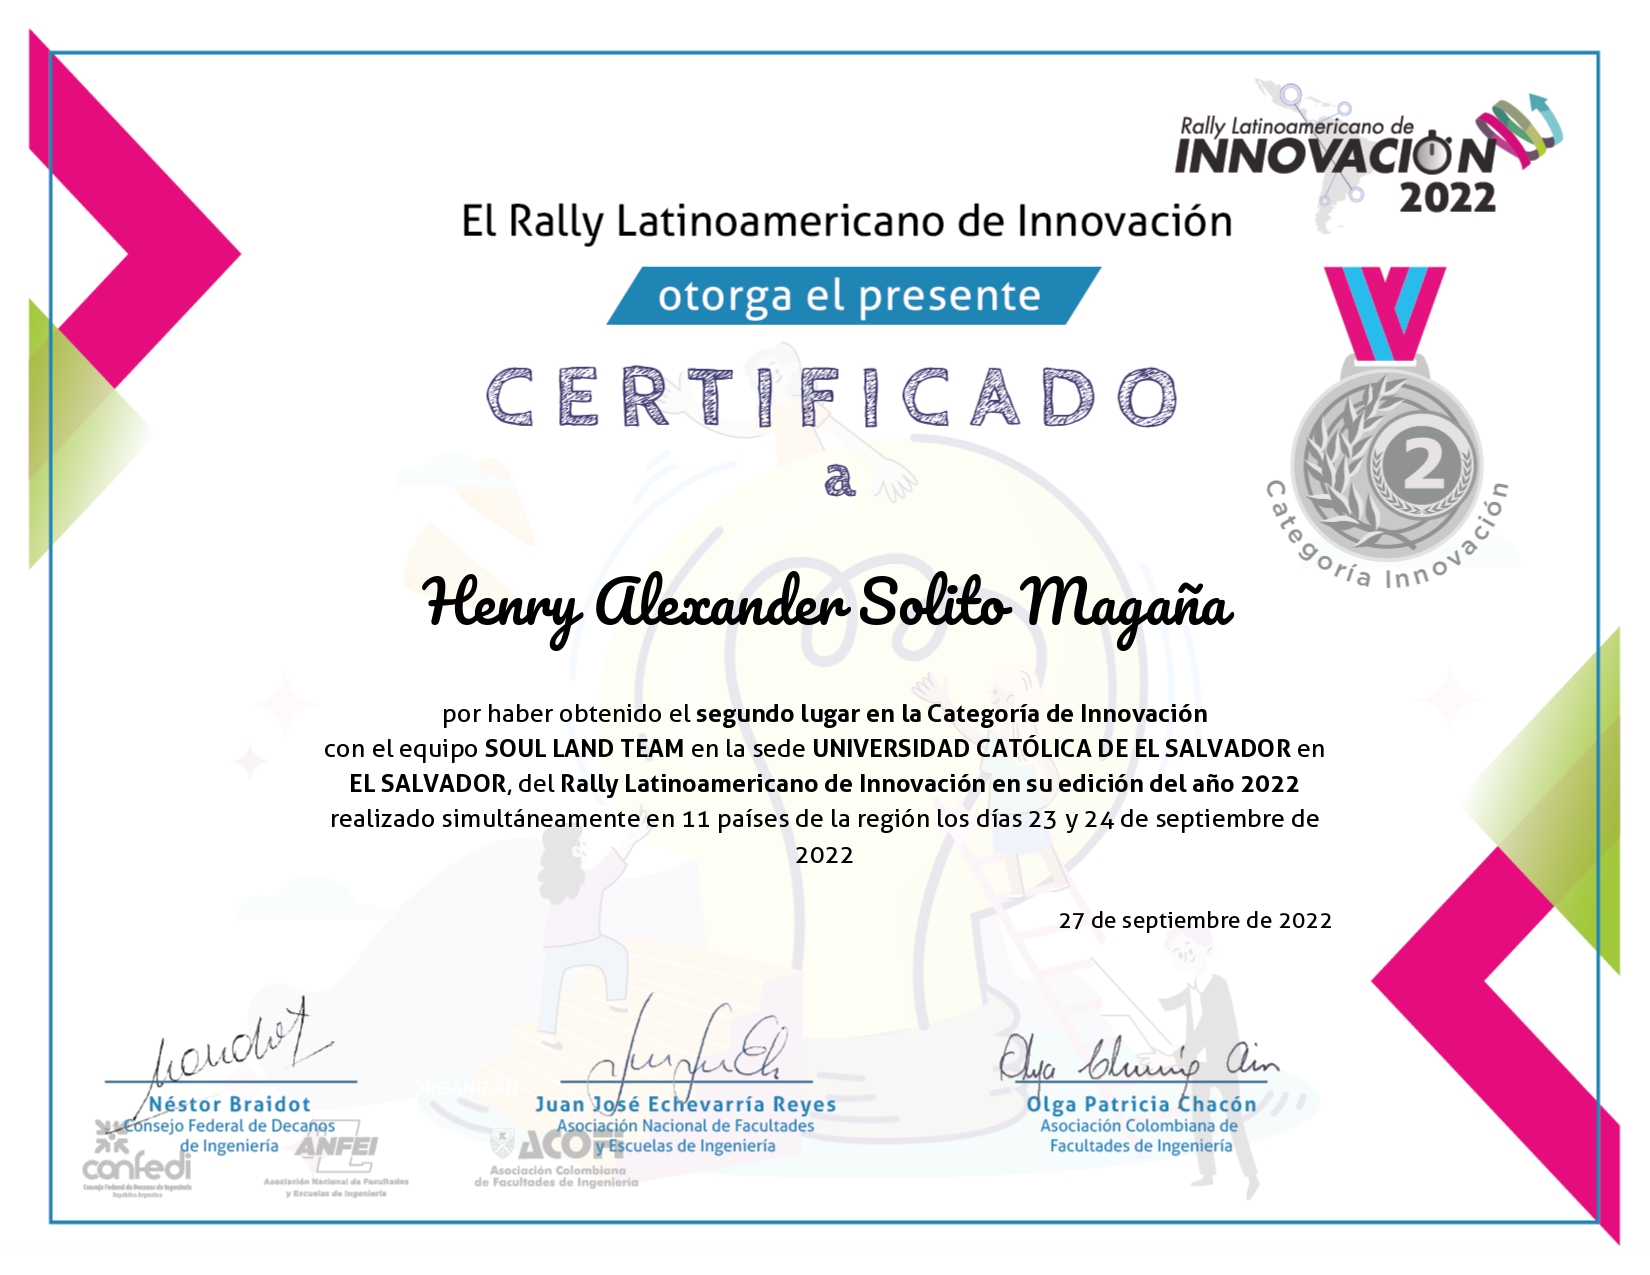 Rally Latinoamericano de
INNOVACIÓN
2022
El Rally Latinoamericano de Innovación
otorga el presente
CERTIFICADO
a
2
Categoría Innovación
Henry Alexander Solito Magaña
por haber obtenido el segundo lugar en la Categoría de Innovación
con el equipo SOUL LAND TEAM en la sede UNIVERSIDAD CATÓLICA DE EL SALVADOR en
EL SALVADOR, del Rally Latinoamericano de Innovación en su edición del año 2022
realizado simultáneamente en 11 países de la región los días 23 y 24 de septiembre de
2022
27 de septiembre de 2022
ORGANIZAN
Néstor Braidot
Consejo Federal de Decanos
de Ingeniería
Juan José Echevarría Reyes
Asociación Nacional de Facultades
y Escuelas de Ingeniería
Olga Patricia Chacón
Asociación Colombiana de
Facultades de Ingeniería
confedi
Consejo Federal de Decanos de Ingeniería
República Argentina
ANFEI
Asociación Nacional de Facultades
y Escuelas de Ingeniería
ACOFI
Asociación Colombiana
de Facultades de Ingeniería